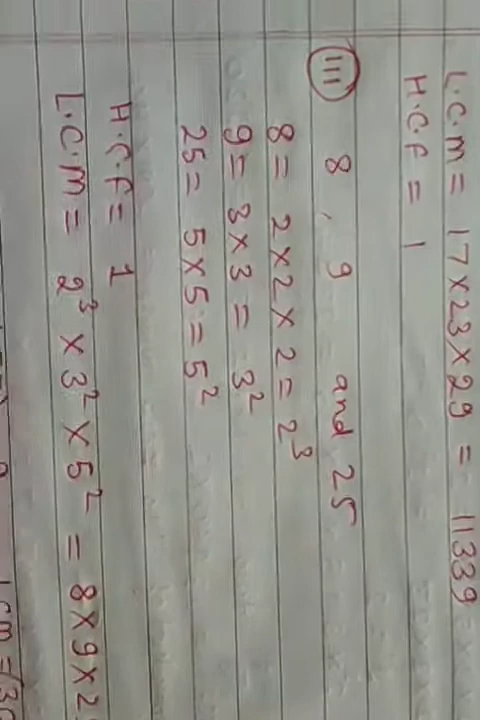 L.C.M = 17×23×29 = 11339
H.C.F = 1
(III) 8, 9 and 25
8 = 2×2×2 = 2³
9 = 3×3 = 3²
25 = 5×5 = 5²
H.C.F = 1
L.C.M = 2³ × 3² × 5² = 8×9×2